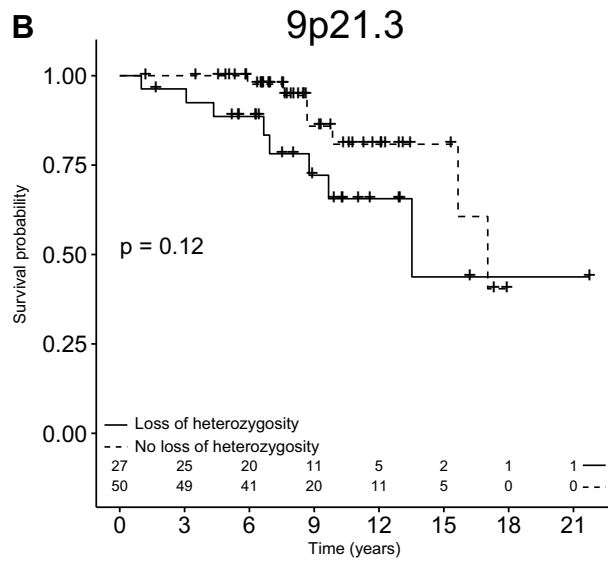 B
9p21.3
1.00
0.75
0.50
0.25
0.00
Survival probability
p = 0.12
Loss of heterozygosity
No loss of heterozygosity
27 25 20 11 5 2 1 1
50 49 41 20 11 5 0 0
0 3 6 9 12 15 18 21
Time (years)